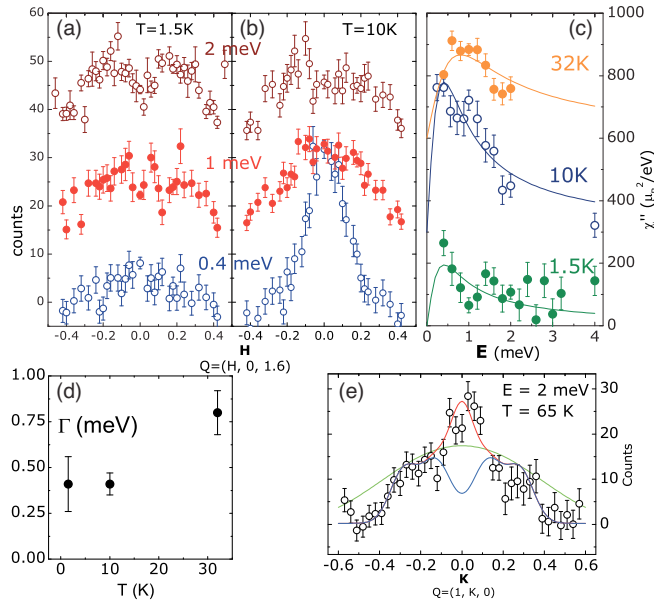 (a) T=1.5K
2 meV
1 meV
0.4 meV
counts
60
50
40
30
20
10
0
-0.4 -0.2 0.0 0.2 0.4
(b) T=10K
-0.4 -0.2 0.0 0.2 0.4
H
Q=(H, 0, 1.6)
(c)
32K
10K
1.5K
1000
800
600
400
200
0
0 1 2 3 4
E (meV)
(d)
Γ (meV)
1.00
0.75
0.50
0.25
0.00
0 10 20 30
T (K)
(e) E = 2 meV
T = 65 K
30
20
10
0
Counts
-0.6 -0.4 -0.2 0.0 0.2 0.4 0.6
K
Q=(1, K, 0)